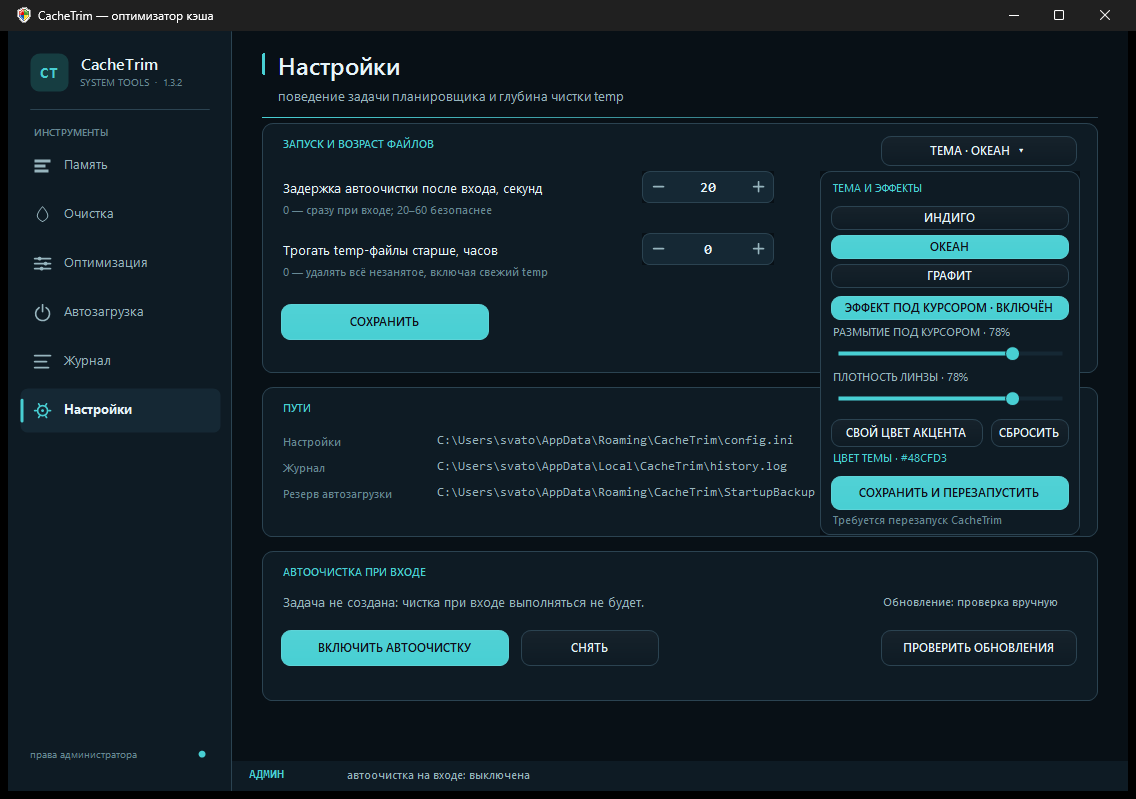 CacheTrim — оптимизатор кэша
CT
CacheTrim
SYSTEM TOOLS · 1.3.2
ИНСТРУМЕНТЫ
Память
Очистка
Оптимизация
Автозагрузка
Журнал
Настройки
права администратора
Настройки
поведение задачи планировщика и глубина чистки temp
ЗАПУСК И ВОЗРАСТ ФАЙЛОВ
Задержка автоочистки после входа, секунд
− 20 +
0 — сразу при входе; 20–60 безопаснее
Трогать temp-файлы старше, часов
− 0 +
0 — удалять всё незанятое, включая свежий temp
СОХРАНИТЬ
ТЕМА · ОКЕАН ▾
ТЕМА И ЭФФЕКТЫ
ИНДИГО
ОКЕАН
ГРАФИТ
ЭФФЕКТ ПОД КУРСОРОМ · ВКЛЮЧЁН
РАЗМЫТИЕ ПОД КУРСОРОМ · 78%
ПЛОТНОСТЬ ЛИНЗЫ · 78%
СВОЙ ЦВЕТ АКЦЕНТА СБРОСИТЬ
ЦВЕТ ТЕМЫ · #48CFD3
СОХРАНИТЬ И ПЕРЕЗАПУСТИТЬ
Требуется перезапуск CacheTrim
ПУТИ
Настройки C:\Users\svato\AppData\Roaming\CacheTrim\config.ini
Журнал C:\Users\svato\AppData\Local\CacheTrim\history.log
Резерв автозагрузки C:\Users\svato\AppData\Roaming\CacheTrim\StartupBackup
АВТООЧИСТКА ПРИ ВХОДЕ
Задача не создана: чистка при входе выполняться не будет.
Обновление: проверка вручную
ВКЛЮЧИТЬ АВТООЧИСТКУ СНЯТЬ ПРОВЕРИТЬ ОБНОВЛЕНИЯ
АДМИН автоочистка на входе: выключена